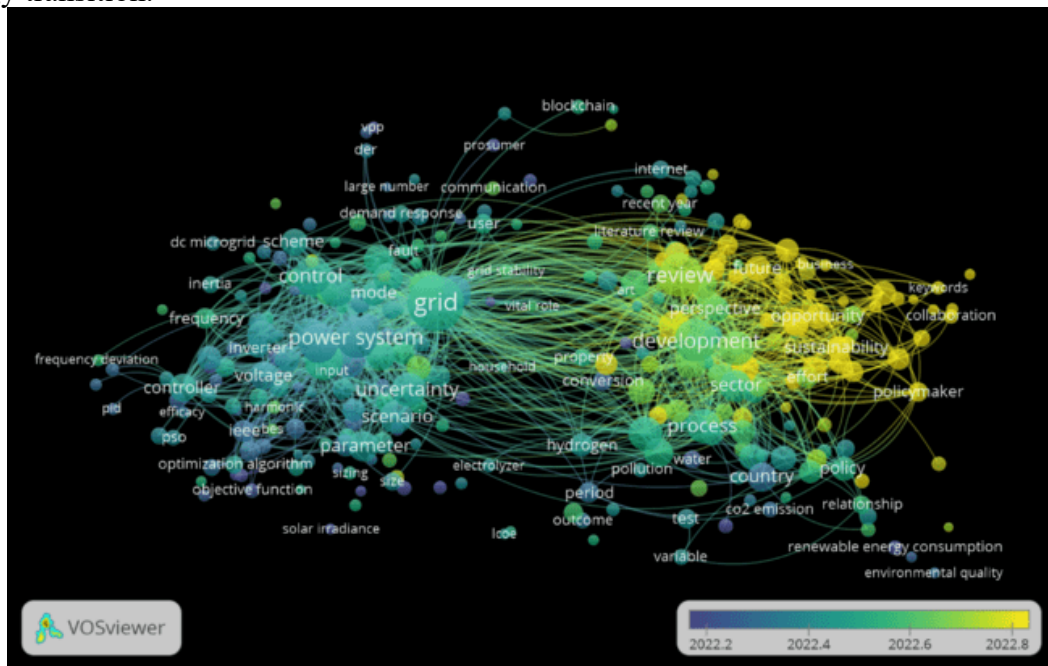 y transition.
blockchain
vpp
der
prosumer
internet
large number
communication
recent year
demand response
user
literature review
dc microgrid
scheme
fault
grid stability
review
future
business
control
inertia
mode
grid
art
perspective
keywords
vital role
opportunity
collaboration
frequency
power system
development
inverter
property
sustainability
frequency deviation
voltage
input
household
conversion
effort
controller
uncertainty
sector
policymaker
pid
efficacy
harmonic
scenario
process
pso
ieee
bes
parameter
hydrogen
water
optimization algorithm
sizing
electrolyzer
pollution
country
policy
objective function
size
period
co2 emission
relationship
solar irradiance
lcoe
outcome
test
variable
renewable energy consumption
environmental quality
VOSviewer
2022.2 2022.4 2022.6 2022.8